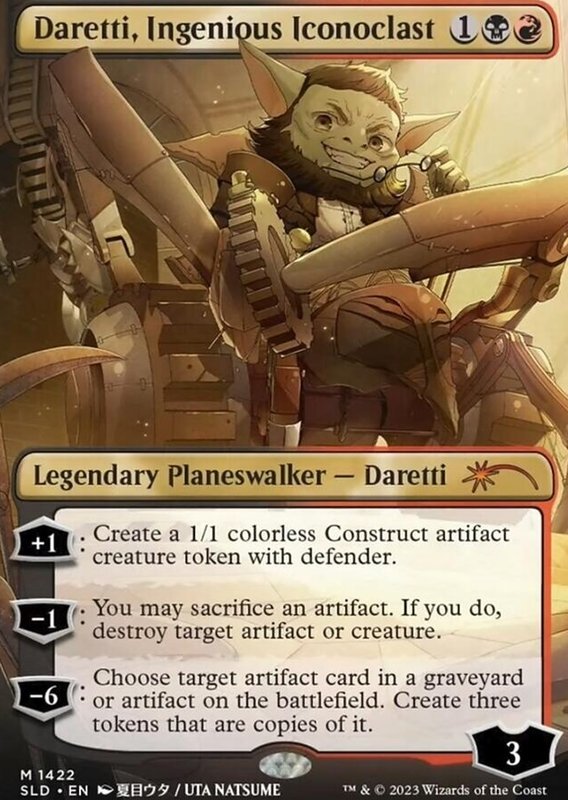 Daretti, Ingenious Iconoclast 1
Legendary Planeswalker — Daretti
+1 : Create a 1/1 colorless Construct artifact
creature token with defender.
−1 : You may sacrifice an artifact. If you do,
destroy target artifact or creature.
−6 : Choose target artifact card in a graveyard
or artifact on the battlefield. Create three
tokens that are copies of it.
3
M 1422
SLD • EN 夏目ウタ / UTA NATSUME
™ & © 2023 Wizards of the Coast